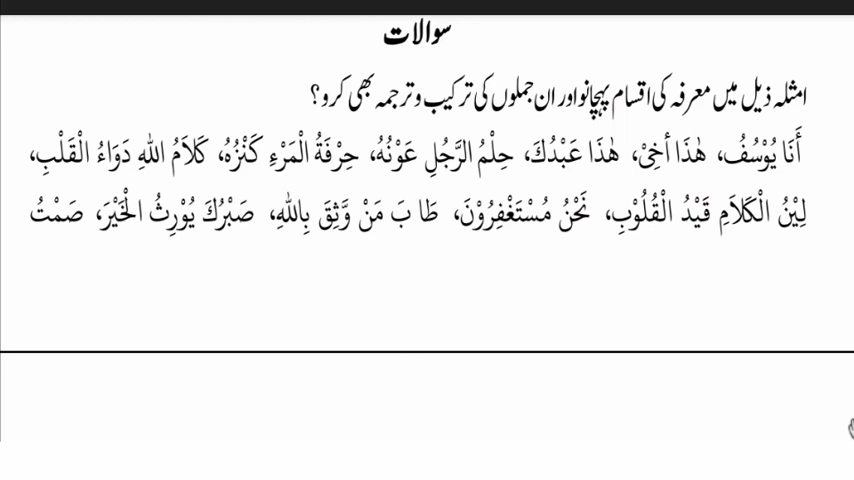 سوالات
امثلہ ذیل میں معرفہ کی اقسام پہچانو اور ان جملوں کی ترکیب و ترجمہ بھی کرو؟
أَنَا يُوْسُفُ، هٰذَا أَخِيْ، هٰذَا عَبْدُكَ، حِلْمُ الرَّجُلِ عَوْنُهُ، حِرْفَةُ الْمَرْءِ كَنْزُهُ، كَلَامُ اللهِ دَوَاءُ الْقَلْبِ،
لِيْنُ الْكَلَامِ قَيْدُ الْقُلُوْبِ، نَحْنُ مُسْتَغْفِرُوْنَ، طَا بَ مَنْ وَّثِقَ بِاللهِ، صَبْرُكَ يُوْرِثُ الْخَيْرَ، صَمْتُ